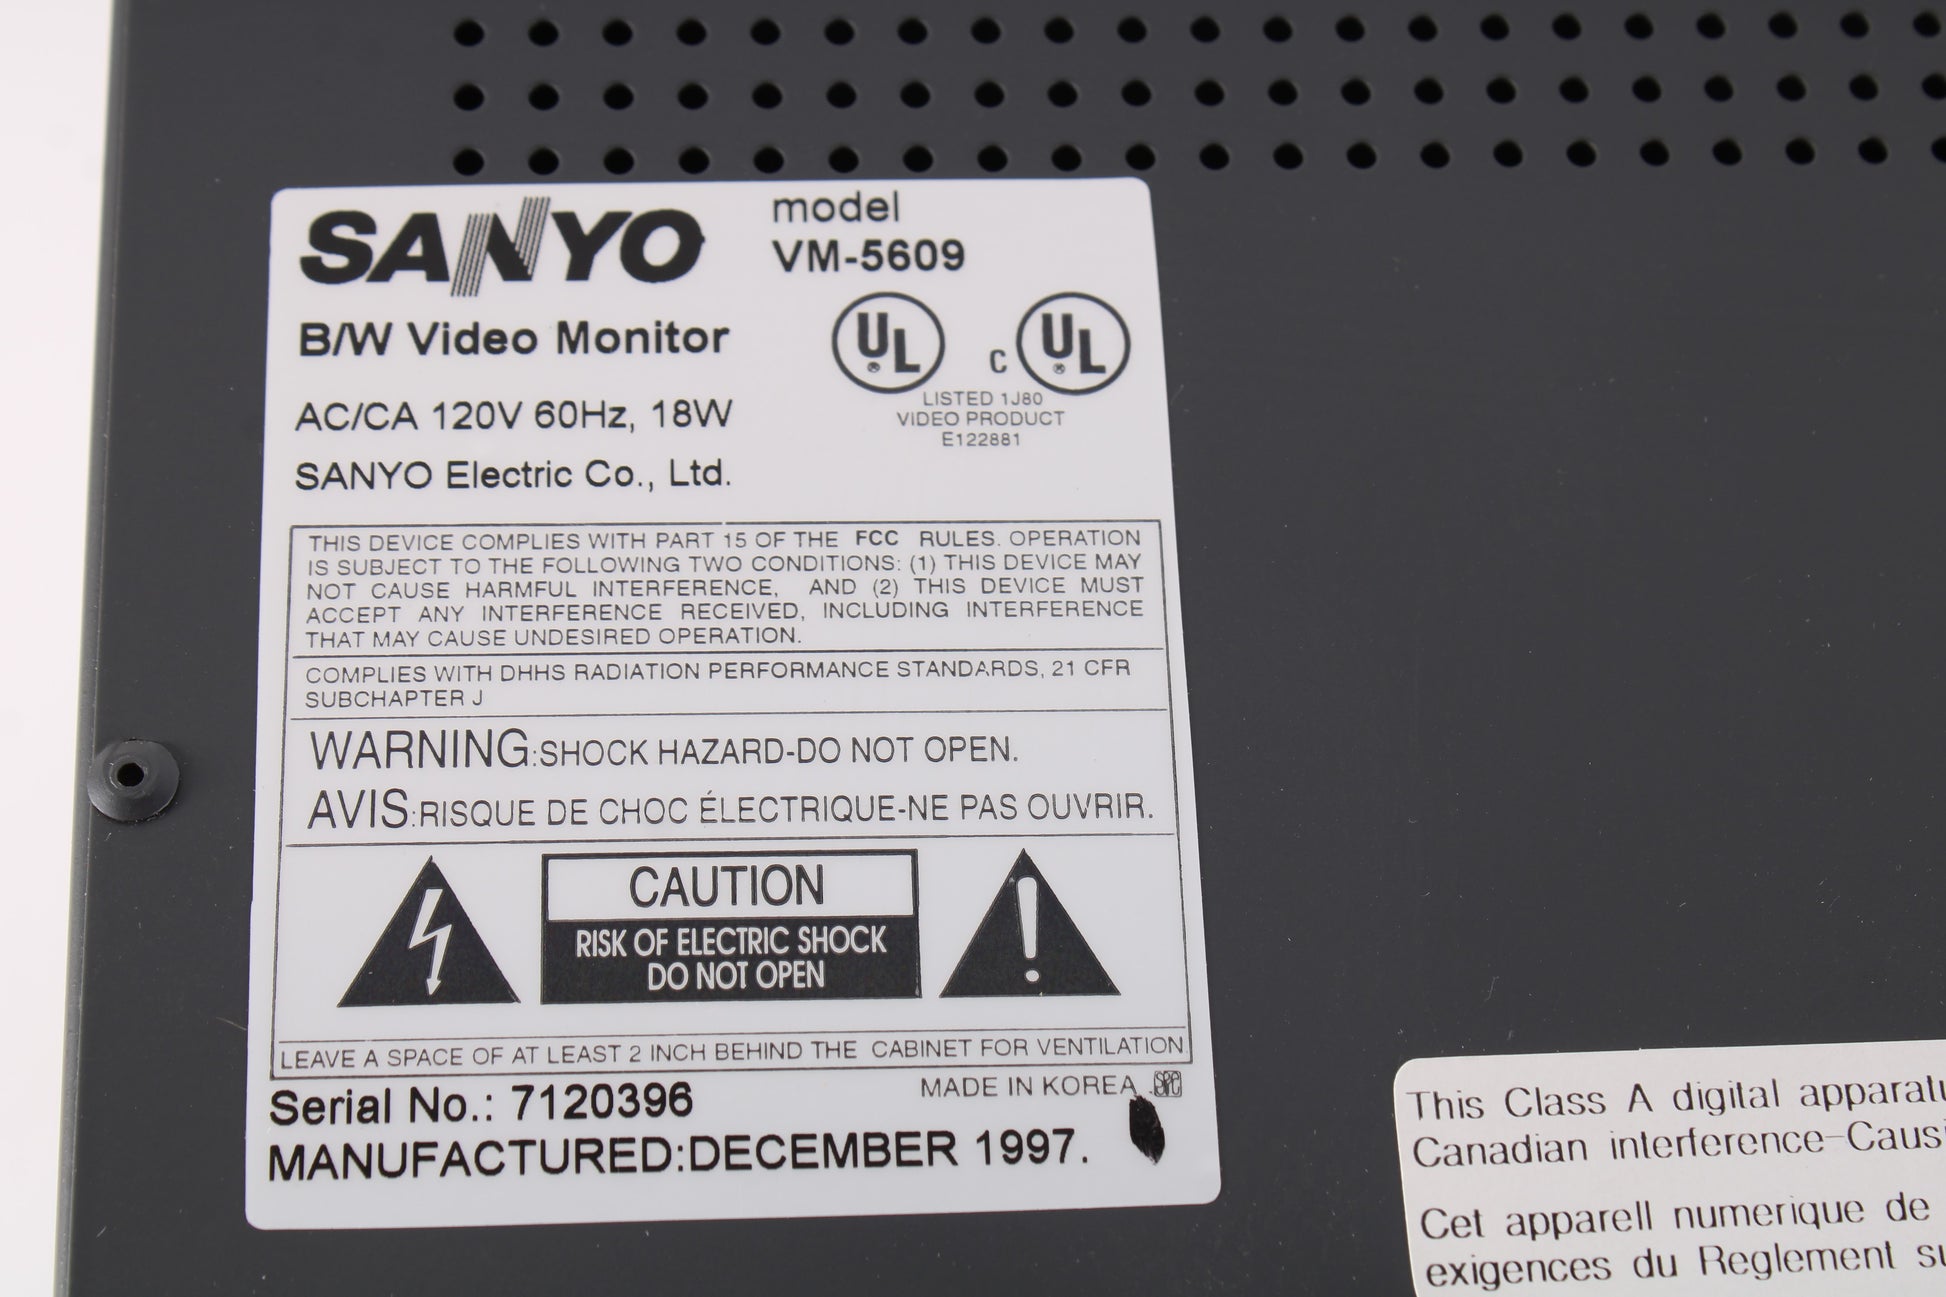 SANYO
model
VM-5609
B/W Video Monitor
UL ®
C UL ®
LISTED 1J80
VIDEO PRODUCT
E122881
AC/CA 120V 60Hz, 18W
SANYO Electric Co., Ltd.
THIS DEVICE COMPLIES WITH PART 15 OF THE FCC RULES. OPERATION
IS SUBJECT TO THE FOLLOWING TWO CONDITIONS: (1) THIS DEVICE MAY
NOT CAUSE HARMFUL INTERFERENCE, AND (2) THIS DEVICE MUST
ACCEPT ANY INTERFERENCE RECEIVED, INCLUDING INTERFERENCE
THAT MAY CAUSE UNDESIRED OPERATION.
COMPLIES WITH DHHS RADIATION PERFORMANCE STANDARDS, 21 CFR
SUBCHAPTER J
WARNING:SHOCK HAZARD-DO NOT OPEN.
AVIS:RISQUE DE CHOC ÉLECTRIQUE-NE PAS OUVRIR.
CAUTION
RISK OF ELECTRIC SHOCK
DO NOT OPEN
LEAVE A SPACE OF AT LEAST 2 INCH BEHIND THE CABINET FOR VENTILATION
Serial No.: 7120396
MADE IN KOREA
MANUFACTURED:DECEMBER 1997.
This Class A digital
Canadian interference-
Cet apparell numerique de
exigences du Reglement